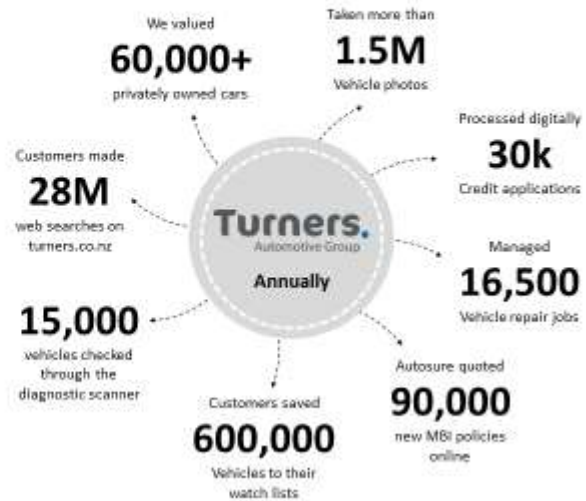 We valued
60,000+
privately owned cars
Taken more than
1.5M
Vehicle photos
Processed digitally
30k
Credit applications
Managed
16,500
Vehicle repair jobs
Autosure quoted
90,000
new MBI policies
online
Customers saved
600,000
Vehicles to their
watch lists
15,000
vehicles checked
through the
diagnostic scanner
Customers made
28M
web searches on
turners.co.nz
Turners.
Automotive Group
Annually